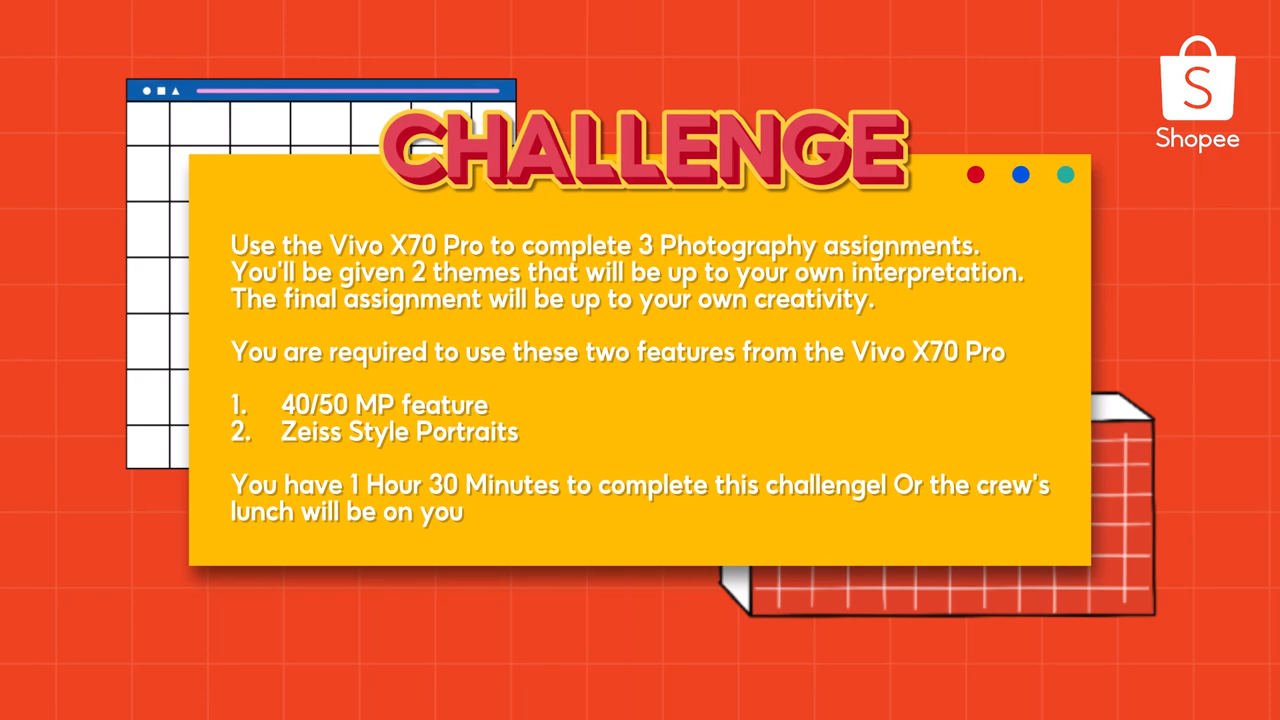 Shopee
CHALLENGE
Use the Vivo X70 Pro to complete 3 Photography assignments.
You'll be given 2 themes that will be up to your own interpretation.
The final assignment will be up to your own creativity.
You are required to use these two features from the Vivo X70 Pro
1. 40/50 MP feature
2. Zeiss Style Portraits
You have 1 Hour 30 Minutes to complete this challenge! Or the crew's
lunch will be on you